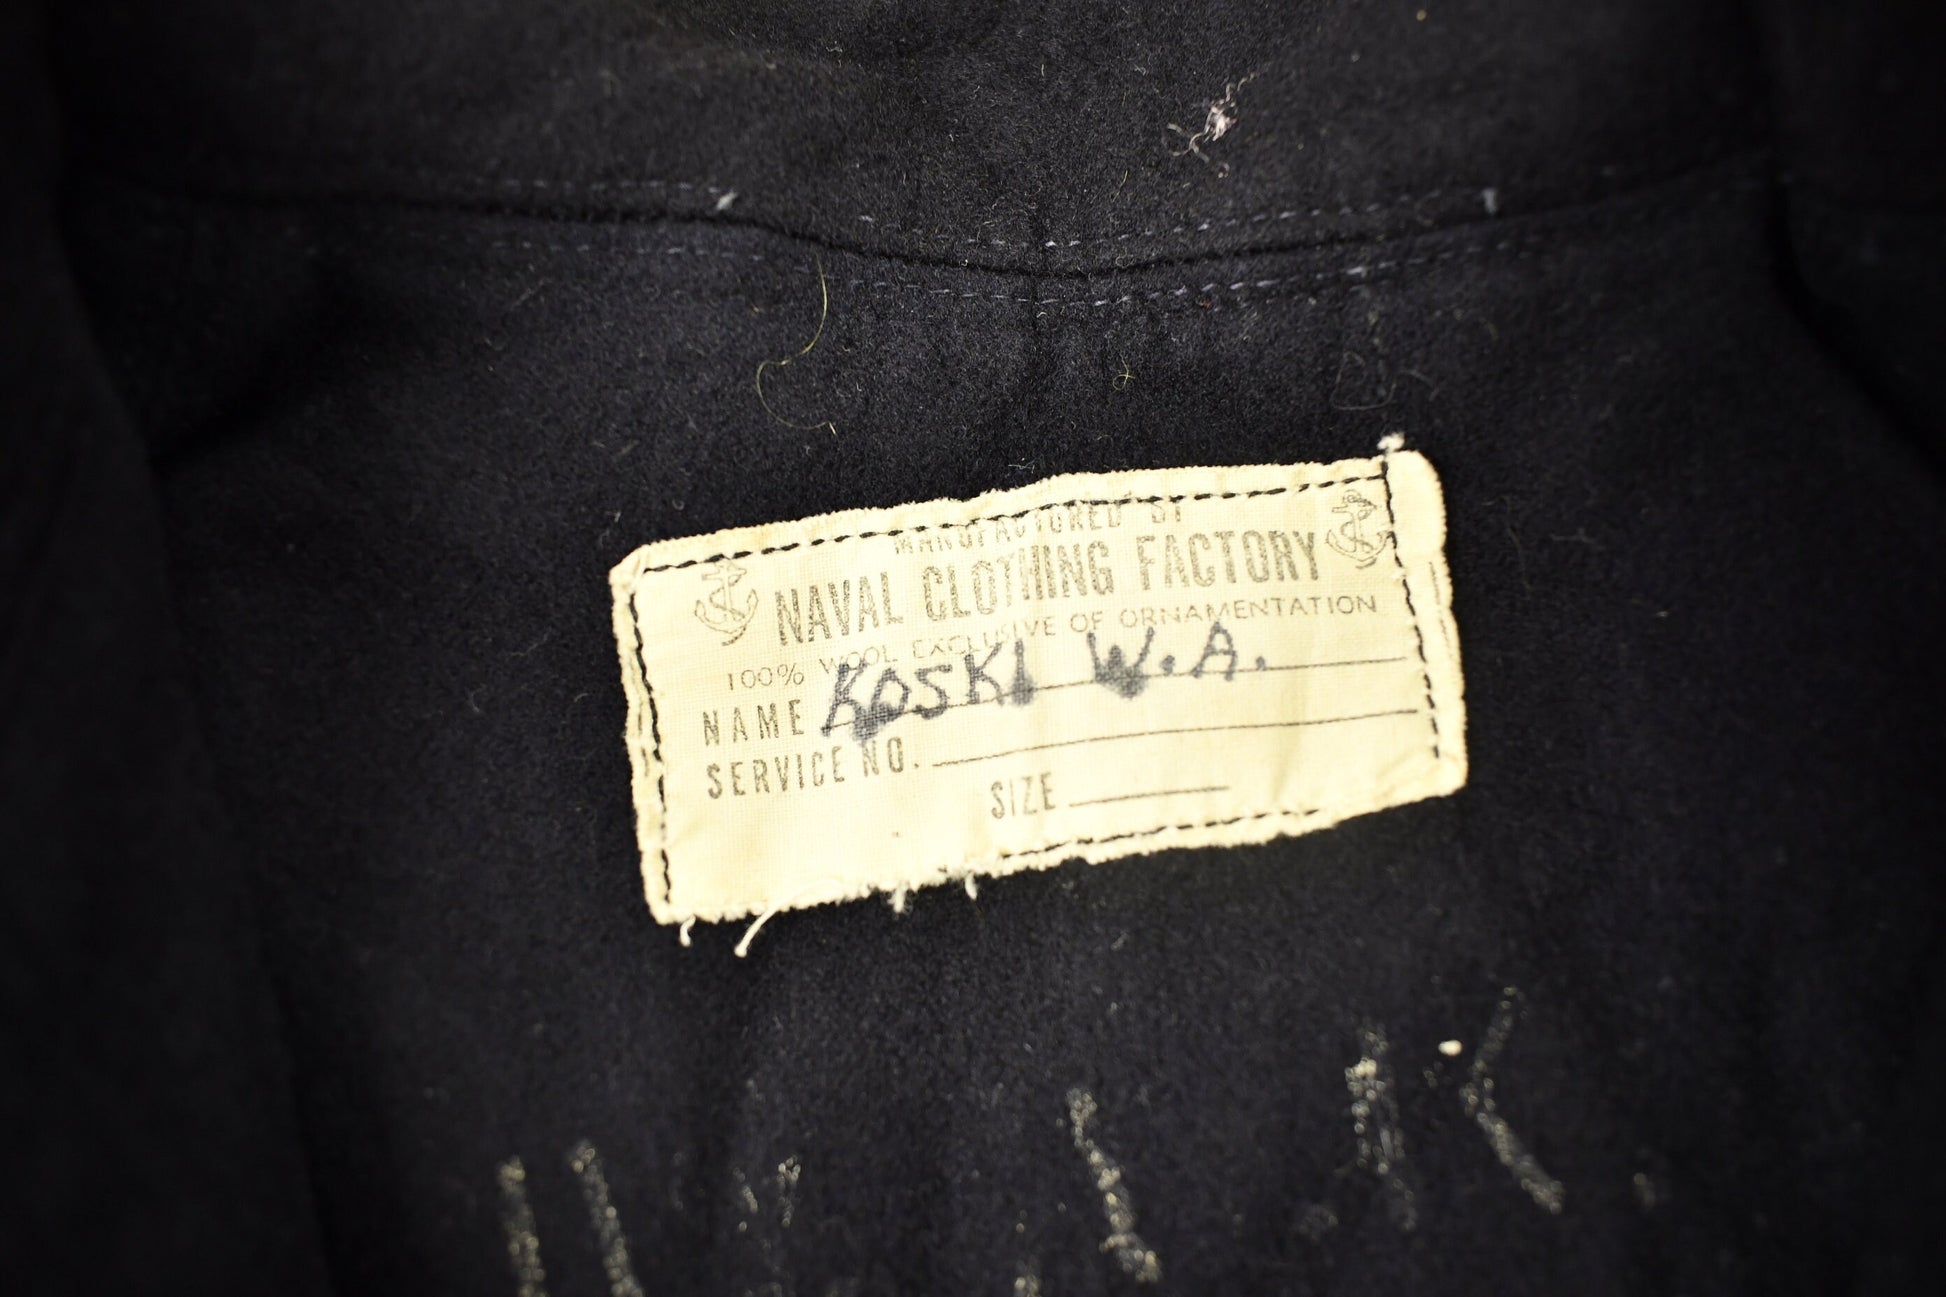 MANUFACTURED BY
NAVAL CLOTHING FACTORY
100% WOOL EXCLUSIVE OF ORNAMENTATION
NAME KOSKI W.A.
SERVICE NO.
SIZE